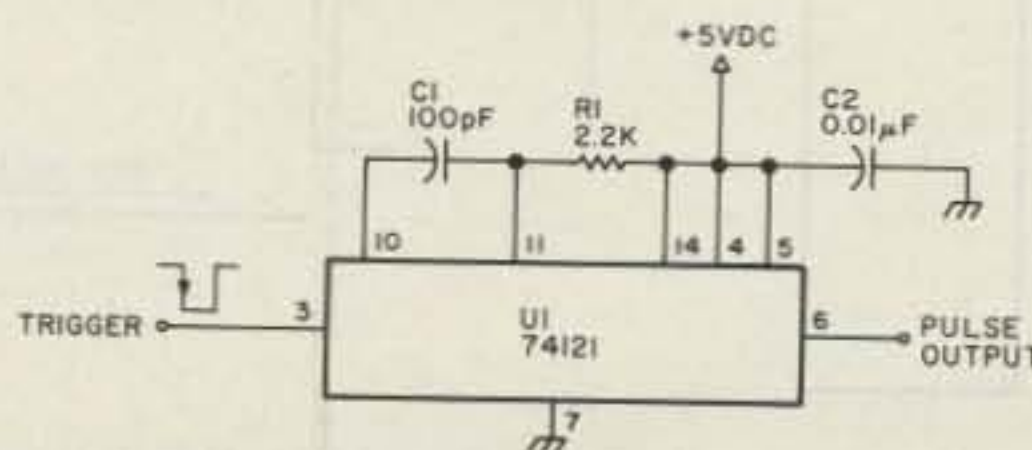 +5VDC
C1
100pF
R1
2.2K
C2
0.01µF
10
11
14
4
5
TRIGGER
3
U1
74121
6
PULSE
OUTPUT
7